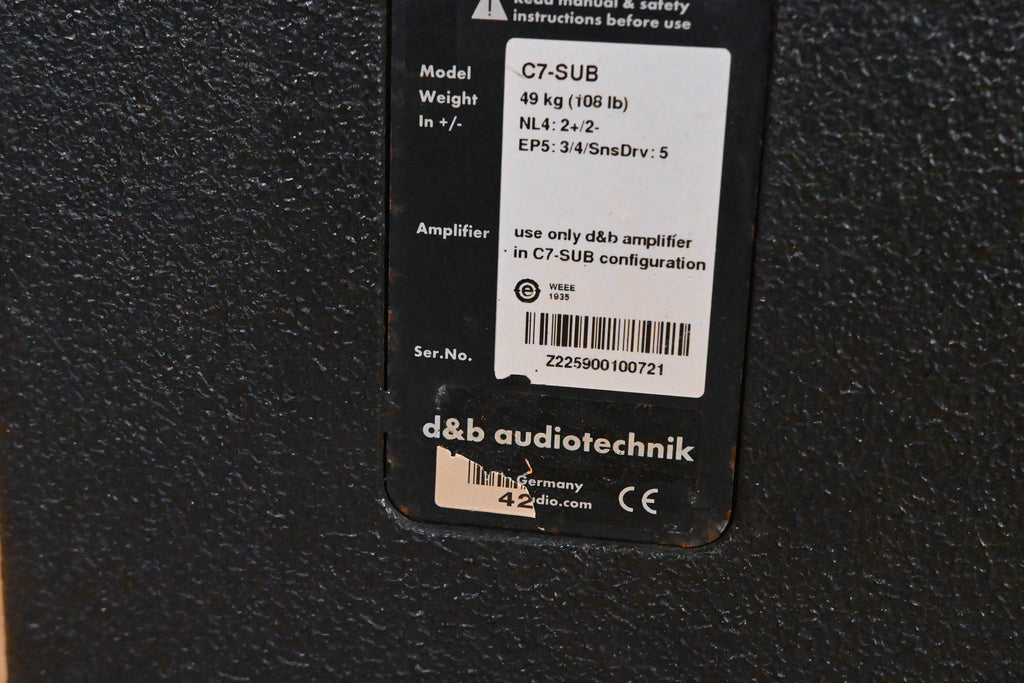 Read manual & safety
instructions before use
Model C7-SUB
Weight 49 kg (108 lb)
In +/- NL4: 2+/2-
EP5: 3/4/SnsDrv: 5
Amplifier use only d&b amplifier
in C7-SUB configuration
WEEE
1935
Ser.No. Z225900100721
d&b audiotechnik
Germany
42 dio.com CE